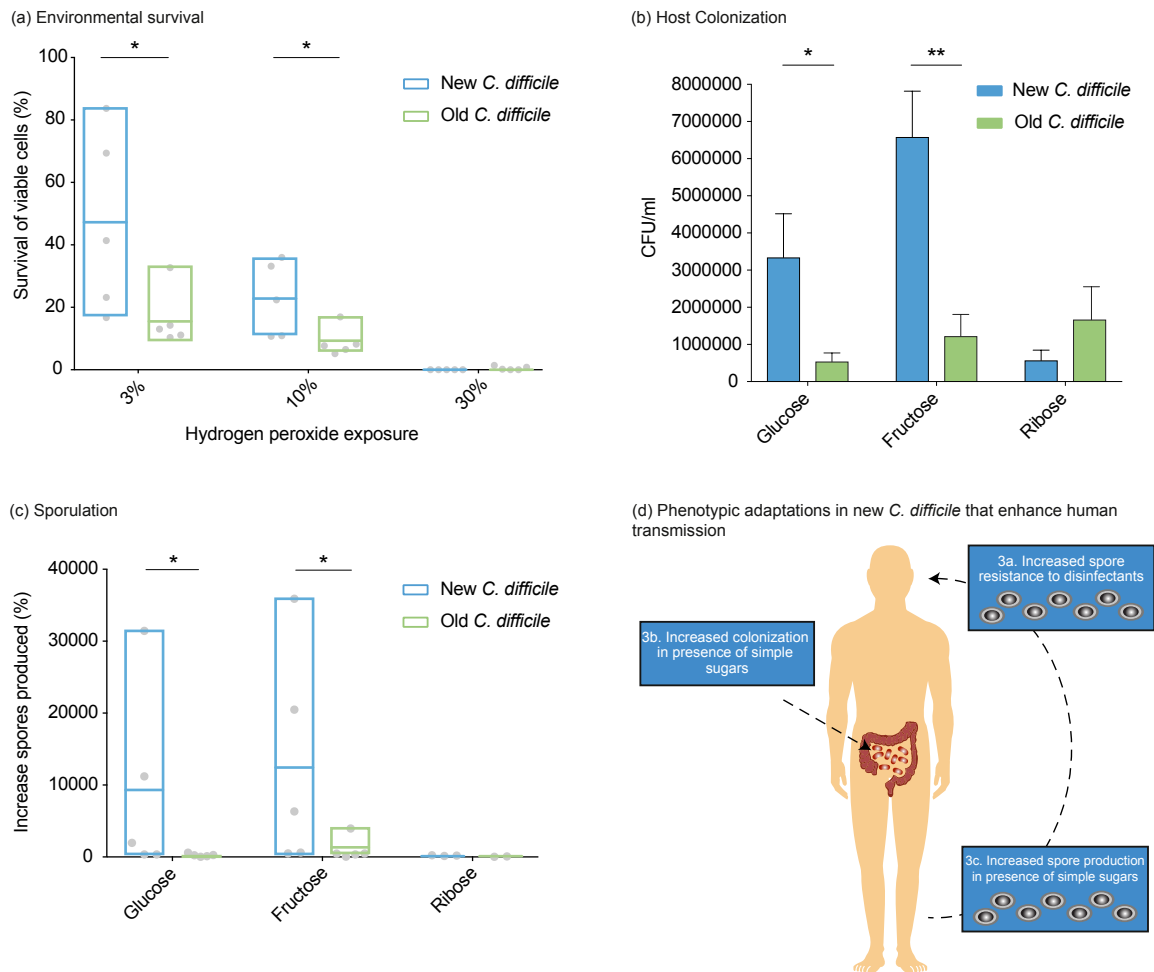 (a) Environmental survival
*
*
100
80
60
40
20
0
Survival of viable cells (%)
New C. difficile
Old C. difficile
3%
10%
30%
Hydrogen peroxide exposure
(b) Host Colonization
*
**
8000000
7000000
6000000
5000000
4000000
3000000
2000000
1000000
0
CFU/ml
New C. difficile
Old C. difficile
Glucose
Fructose
Ribose
(c) Sporulation
*
*
40000
30000
20000
10000
0
Increase spores produced (%)
New C. difficile
Old C. difficile
Glucose
Fructose
Ribose
(d) Phenotypic adaptations in new C. difficile that enhance human
transmission
3a. Increased spore
resistance to disinfectants
3b. Increased colonization
in presence of simple
sugars
3c. Increased spore production
in presence of simple sugars